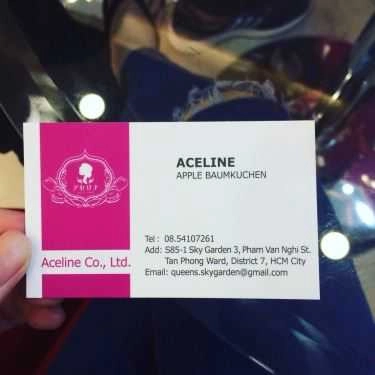 Aceline Co., Ltd.
ACELINE
APPLE BAUMKUCHEN
Tel : 08.54107261
Add: S85-1 Sky Garden 3, Pham Van Nghi St.
Tan Phong Ward, District 7, HCM City
Email: queens.skygarden@gmail.com